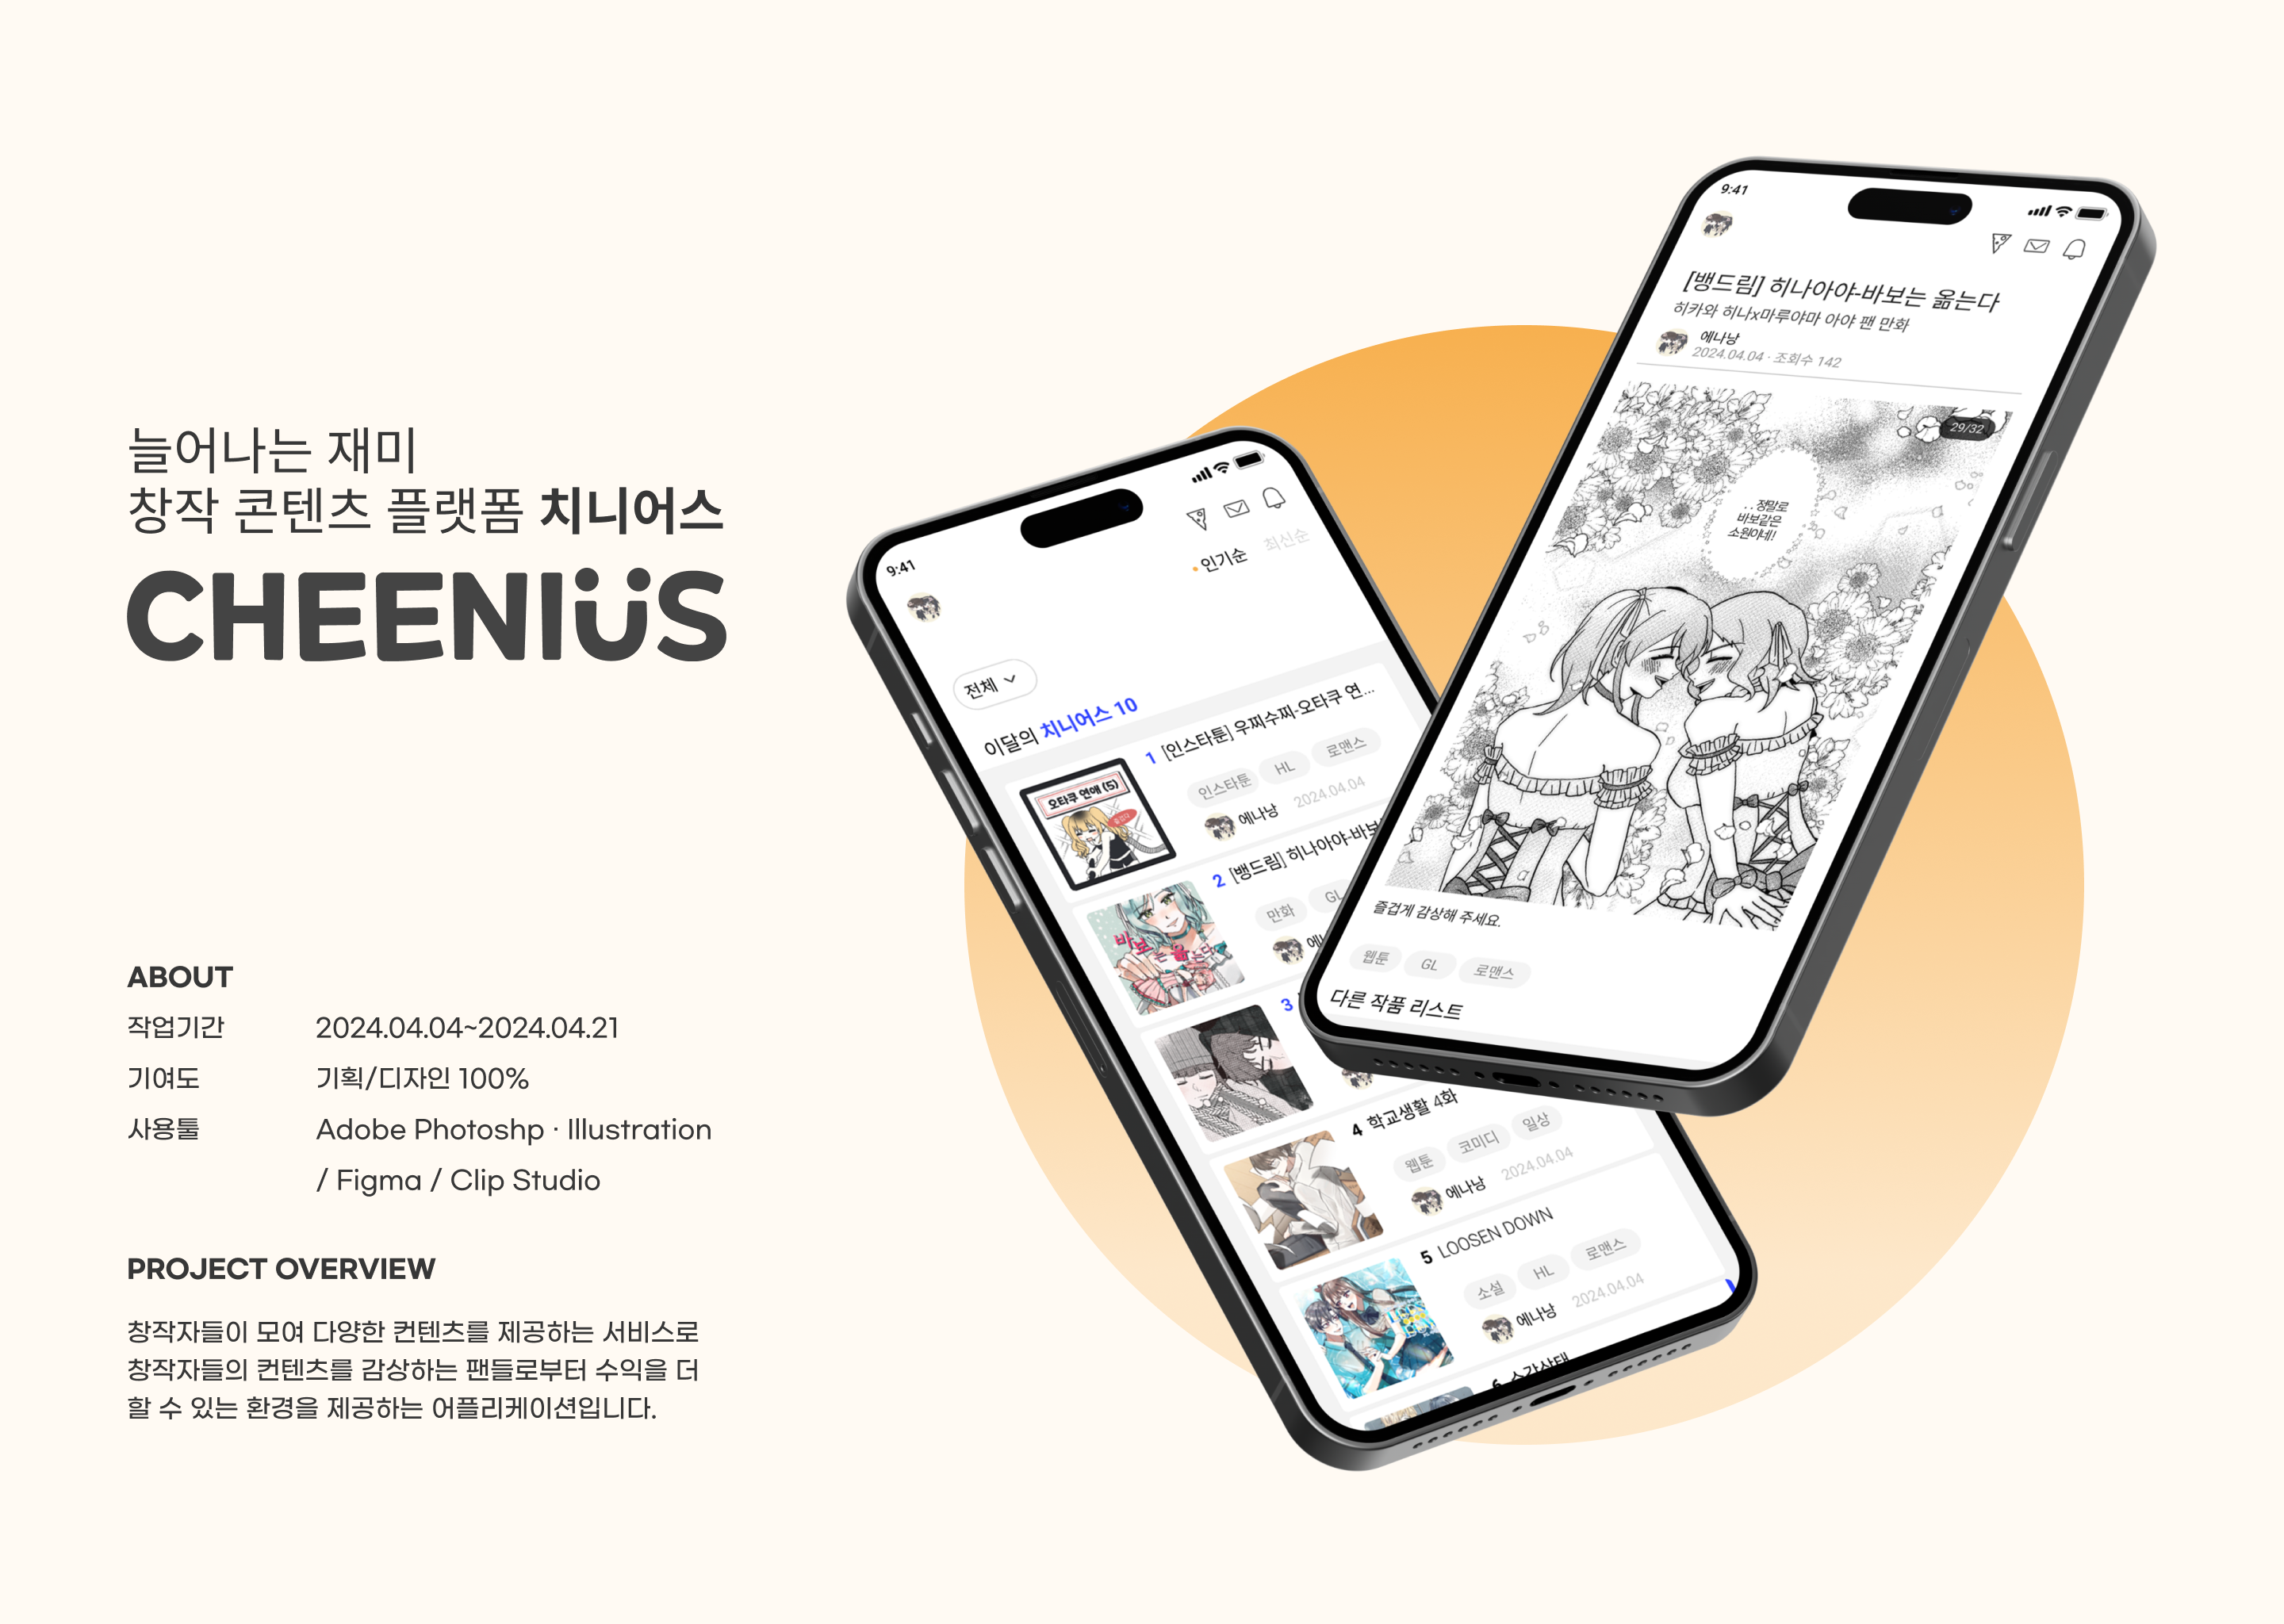 늘어나는 재미
창작 콘텐츠 플랫폼 치니어스
CHEENIÜS
ABOUT
작업기간 2024.04.04~2024.04.21
기여도 기획/디자인 100%
사용툴 Adobe Photoshp · Illustration
/ Figma / Clip Studio
PROJECT OVERVIEW
창작자들이 모여 다양한 컨텐츠를 제공하는 서비스로
창작자들의 컨텐츠를 감상하는 팬들로부터 수익을 더
할 수 있는 환경을 제공하는 어플리케이션입니다.
9:41
인기순 최신순
전체
이달의 치니어스 10
오타쿠 연애 (5)
1 [인스타툰] 우쩌수찌-오타쿠 연...
인스타툰 HL 로맨스
에나낭 2024.04.04
바보는 옮는다
2 [뱅드림] 히나아야-바보
만화 GL
3
4 학교생활 4화
웹툰 코미디 일상
에나낭 2024.04.04
5 LOOSEN DOWN
소설 HL 로맨스
에나낭 2024.04.04
9:41
[뱅드림] 히나아야-바보는 옮는다
히카와 히나x마루야마 아야 팬 만화
에나낭
2024.04.04 · 조회수 142
29/32
..정말로
바보같은
소원이네!
즐겁게 감상해 주세요.
웹툰 GL 로맨스
다른 작품 리스트